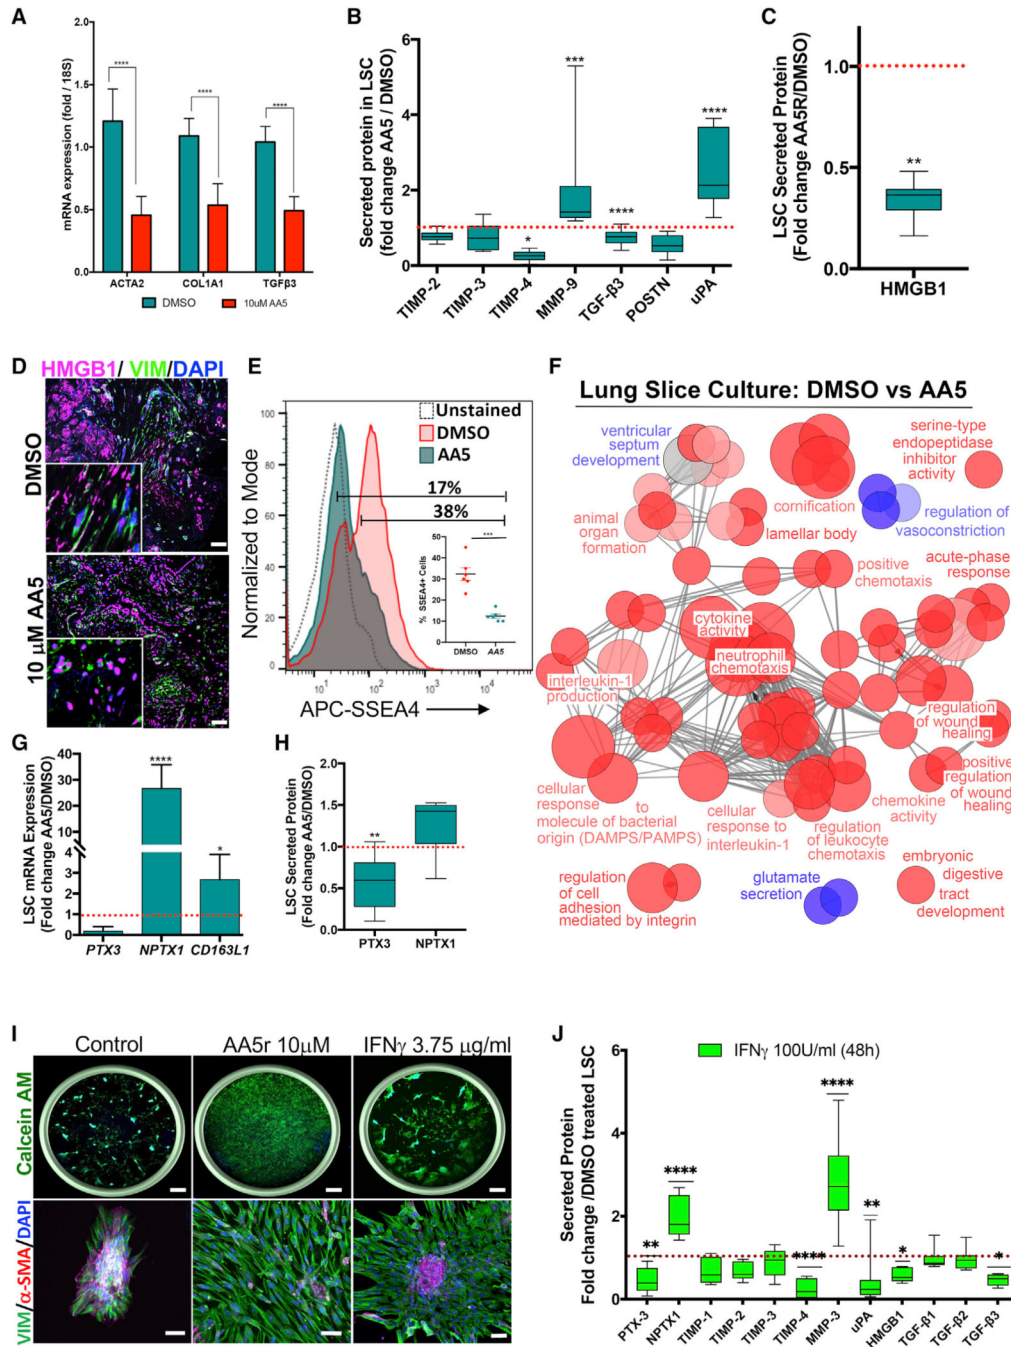 A
mRNA expression (fold / 18S)
2.0
1.5
1.0
0.5
0.0
****
****
****
ACTA2
COL1A1
TGFβ3
DMSO
10uM AA5
B
Secreted protein in LSC
(fold change AA5 / DMSO)
6
4
2
0
*
***
****
****
TIMP-2
TIMP-3
TIMP-4
MMP-9
TGF-β3
POSTN
uPA
C
LSC Secreted Protein
(Fold change AA5R/DMSO)
1.0
0.5
0.0
**
HMGB1
D
HMGB1/ VIM/DAPI
DMSO
10 μM AA5
E
Normalized to Mode
100
80
60
40
20
0
Unstained
DMSO
AA5
17%
38%
% SSEA4+ Cells
50
40
30
20
10
0
***
DMSO
AA5
10¹
10²
10³
10⁴
APC-SSEA4
F
Lung Slice Culture: DMSO vs AA5
ventricular
septum
development
serine-type
endopeptidase
inhibitor
activity
cornification
regulation of
vasoconstriction
animal
organ
formation
lamellar body
positive
chemotaxis
acute-phase
response
cytokine
activity
neutrophil
chemotaxis
interleukin-1
production
regulation
of wound
healing
cellular
response
to
molecule of bacterial
origin (DAMPS/PAMPS)
cellular
response to
interleukin-1
regulation
of leukocyte
chemotaxis
chemokine
activity
positive
regulation
of wound
healing
regulation
of cell
adhesion
mediated by integrin
glutamate
secretion
embryonic
digestive
tract
development
G
LSC mRNA Expression
(Fold change AA5/DMSO)
40
30
20
10
4
3
2
1
0
****
*
PTX3
NPTX1
CD163L1
H
LSC Secreted Protein
(Fold change AA5/DMSO)
2.0
1.5
1.0
0.5
0.0
**
PTX3
NPTX1
I
Control
AA5r 10μM
IFNγ 3.75 μg/ml
Calcein AM
VIM/α-SMA/DAPI
J
Secreted Protein
Fold change /DMSO treated LSC
IFNγ 100U/ml (48h)
6
4
2
0
**
****
****
****
**
*
*
PTX-3
NPTX1
TIMP-1
TIMP-2
TIMP-3
TIMP-4
MMP-3
uPA
HMGB1
TGF-β1
TGF-β2
TGF-β3